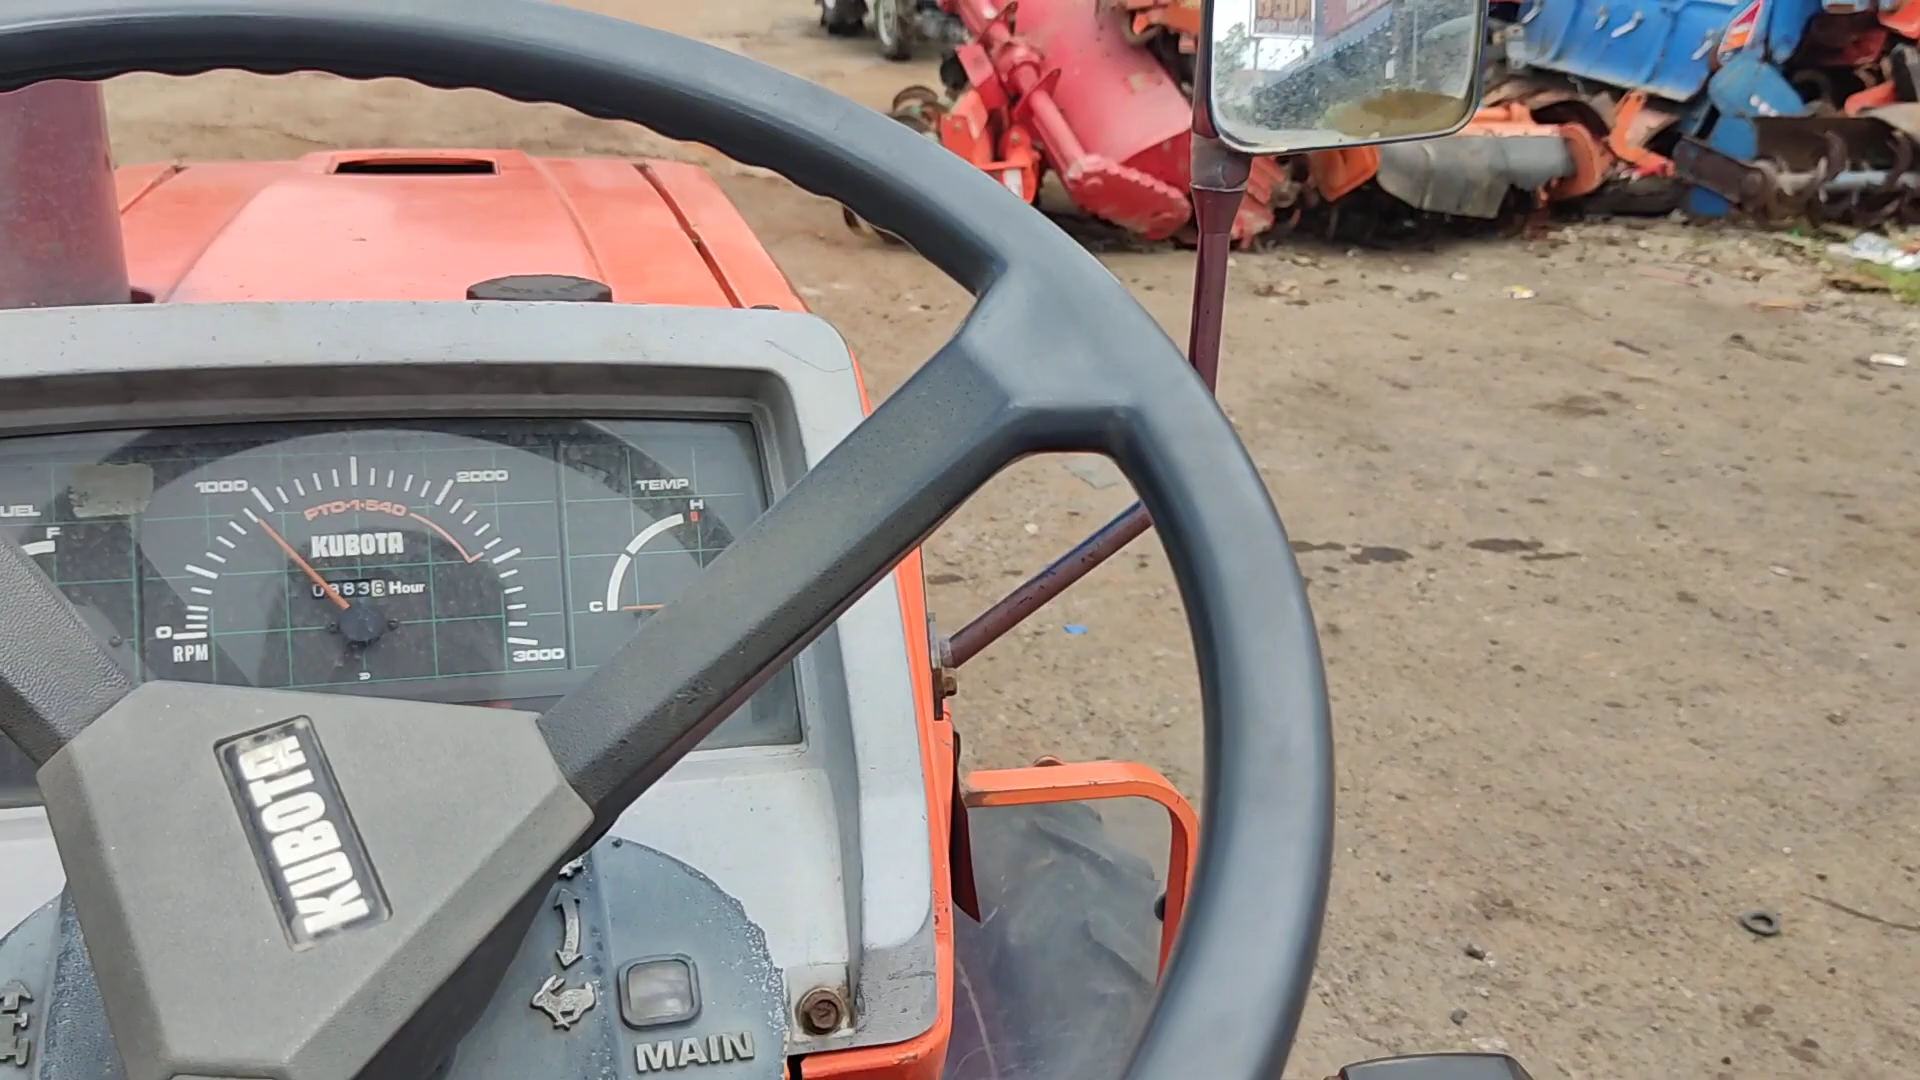 1000
2000
TEMP
H
F
PTO-1·540
KUBOTA
Hour
C
0
RPM
3000
KUBOTA
MAIN